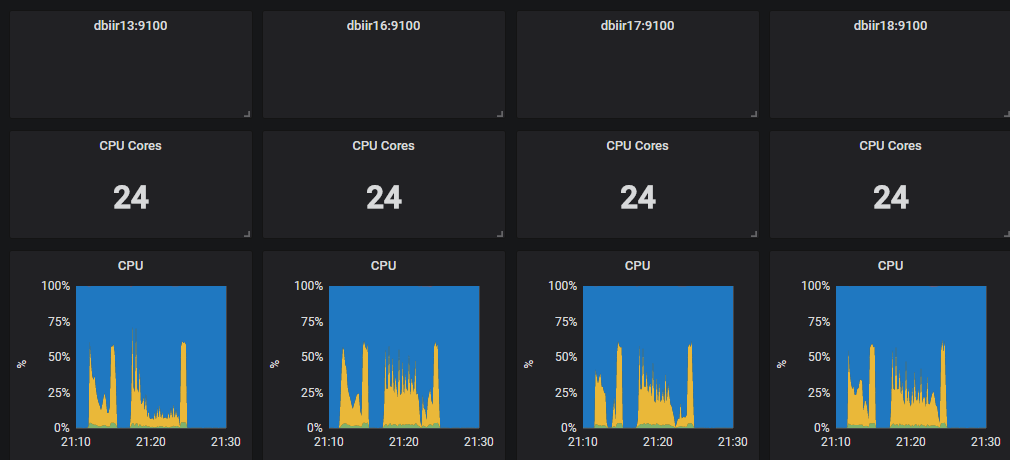 dbiir13:9100 dbiir16:9100 dbiir17:9100 dbiir18:9100
CPU Cores CPU Cores CPU Cores CPU Cores
24 24 24 24
CPU CPU CPU CPU
100% 100% 100% 100%
75% 75% 75% 75%
50% 50% 50% 50%
% % % %
25% 25% 25% 25%
0% 0% 0% 0%
21:10 21:20 21:30 21:10 21:20 21:30 21:10 21:20 21:30 21:10 21:20 21:30